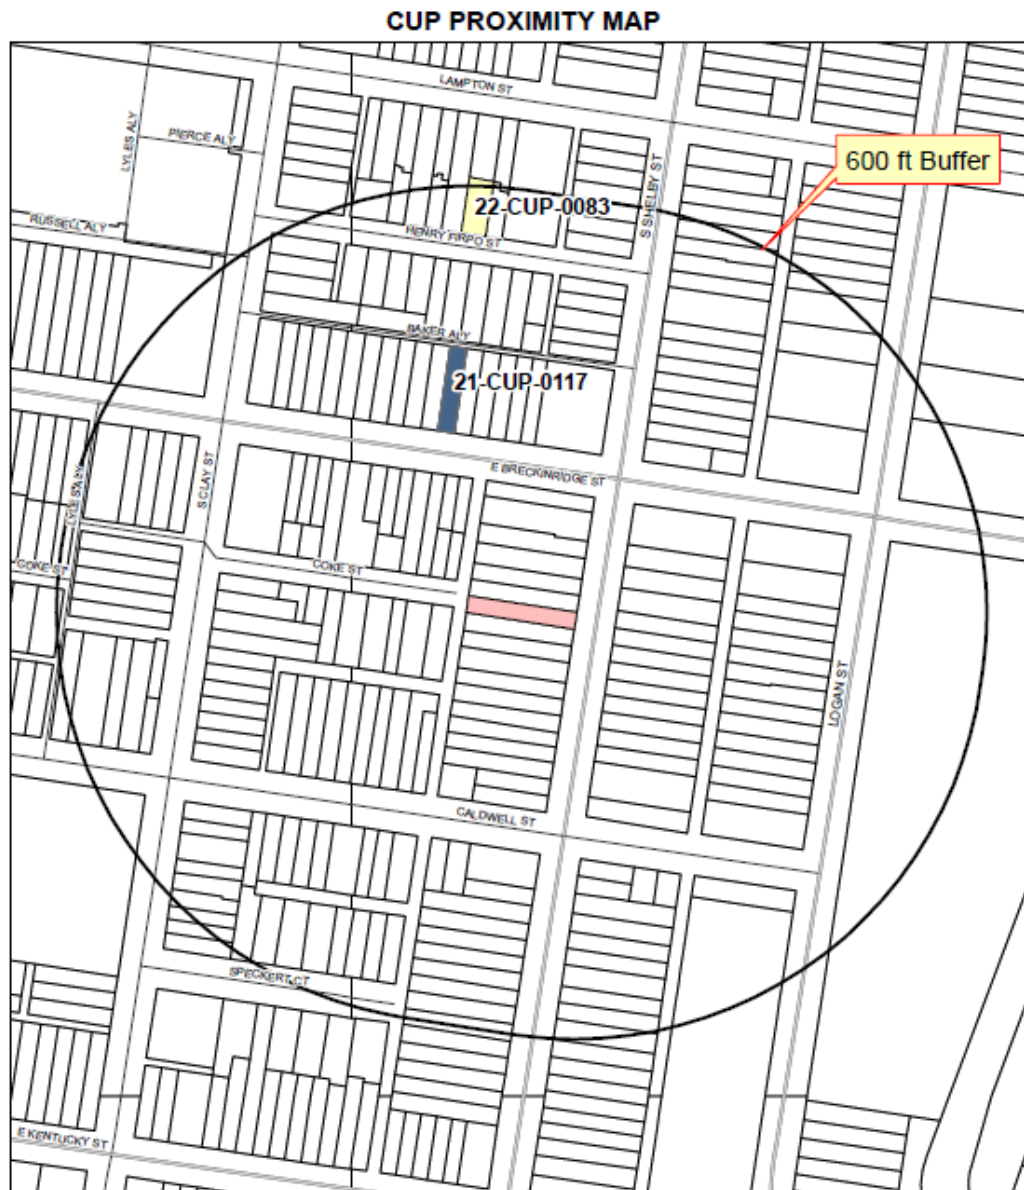 CUP PROXIMITY MAP
LAMPTON ST
LYLES ALY
PIERCE ALY
600 ft Buffer
S SHELBY ST
22-CUP-0083
RUSSELL ALY
HENRY FIRPO ST
BAKER ALY
21-CUP-0117
E BRECKINRIDGE ST
S CLAY ST
LYLES ALY
COKE ST
COKE ST
LOGAN ST
CALDWELL ST
SPECKERT CT
E KENTUCKY ST